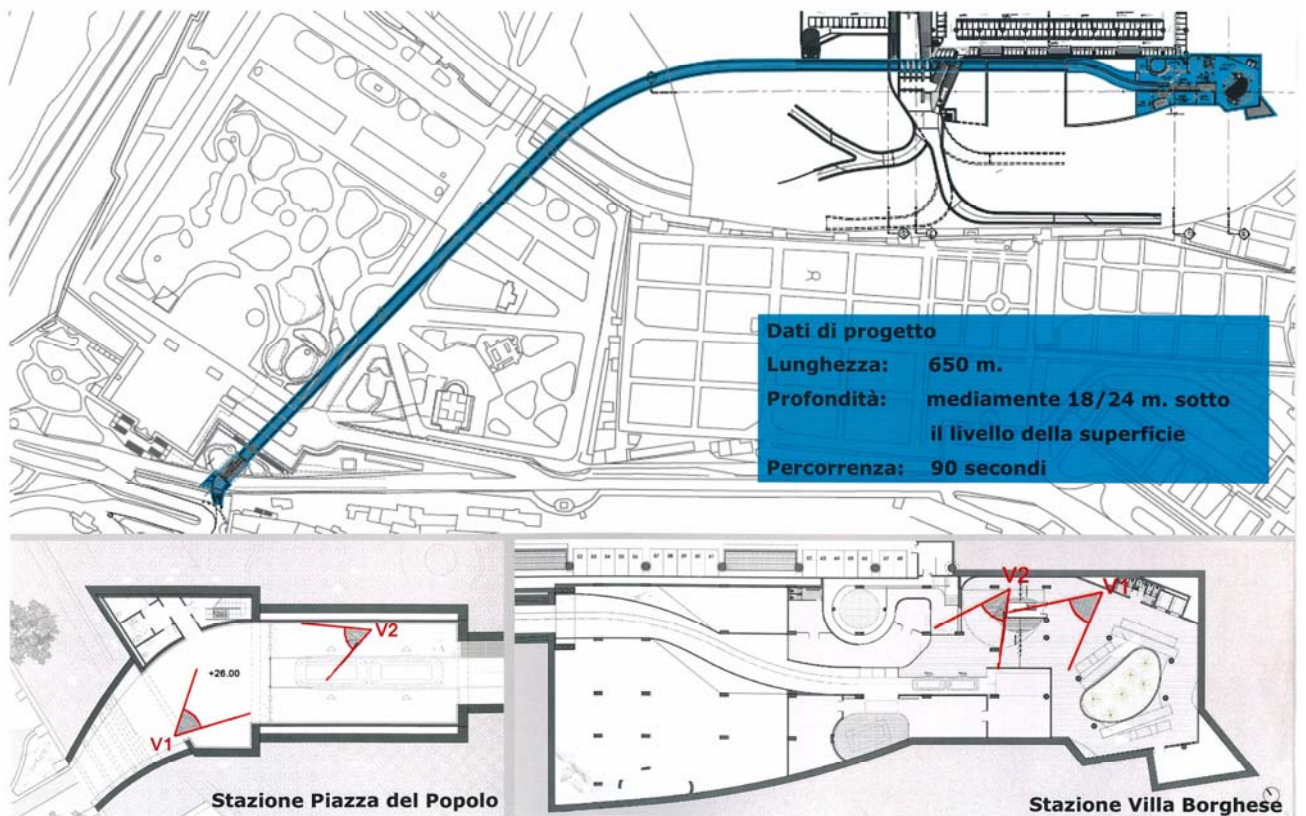 Dati di progetto
Lunghezza: 650 m.
Profondità: mediamente 18/24 m. sotto
il livello della superficie
Percorrenza: 90 secondi
V2
+26.00
V1
Stazione Piazza del Popolo
V2
V1
Stazione Villa Borghese